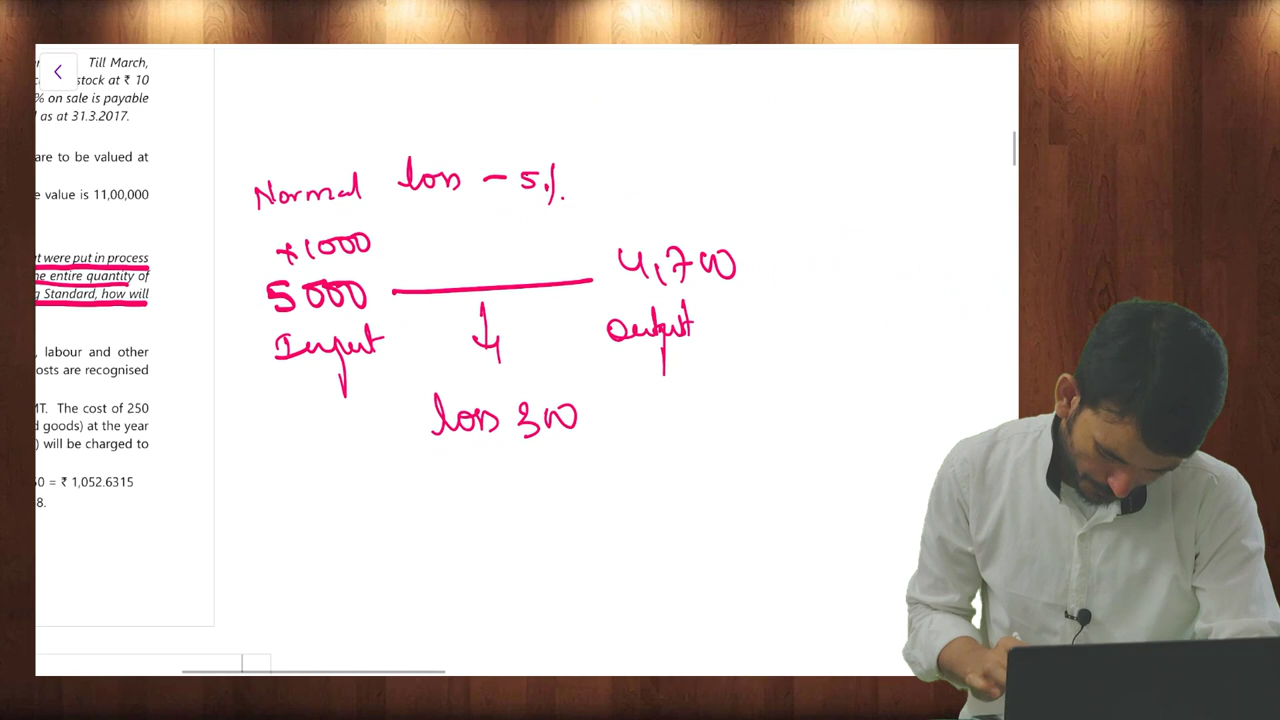 Till March,
stock at ₹ 10
% on sale is payable
as at 31.3.2017.
are to be valued at
e value is 11,00,000
t were put in process
ne entire quantity of
g Standard, how will
, labour and other
osts are recognised
MT. The cost of 250
d goods) at the year
) will be charged to
60 = ₹ 1,052.6315
8.
Normal loss - 5%
×1000
5000
Input
4,700
Output
loss 300